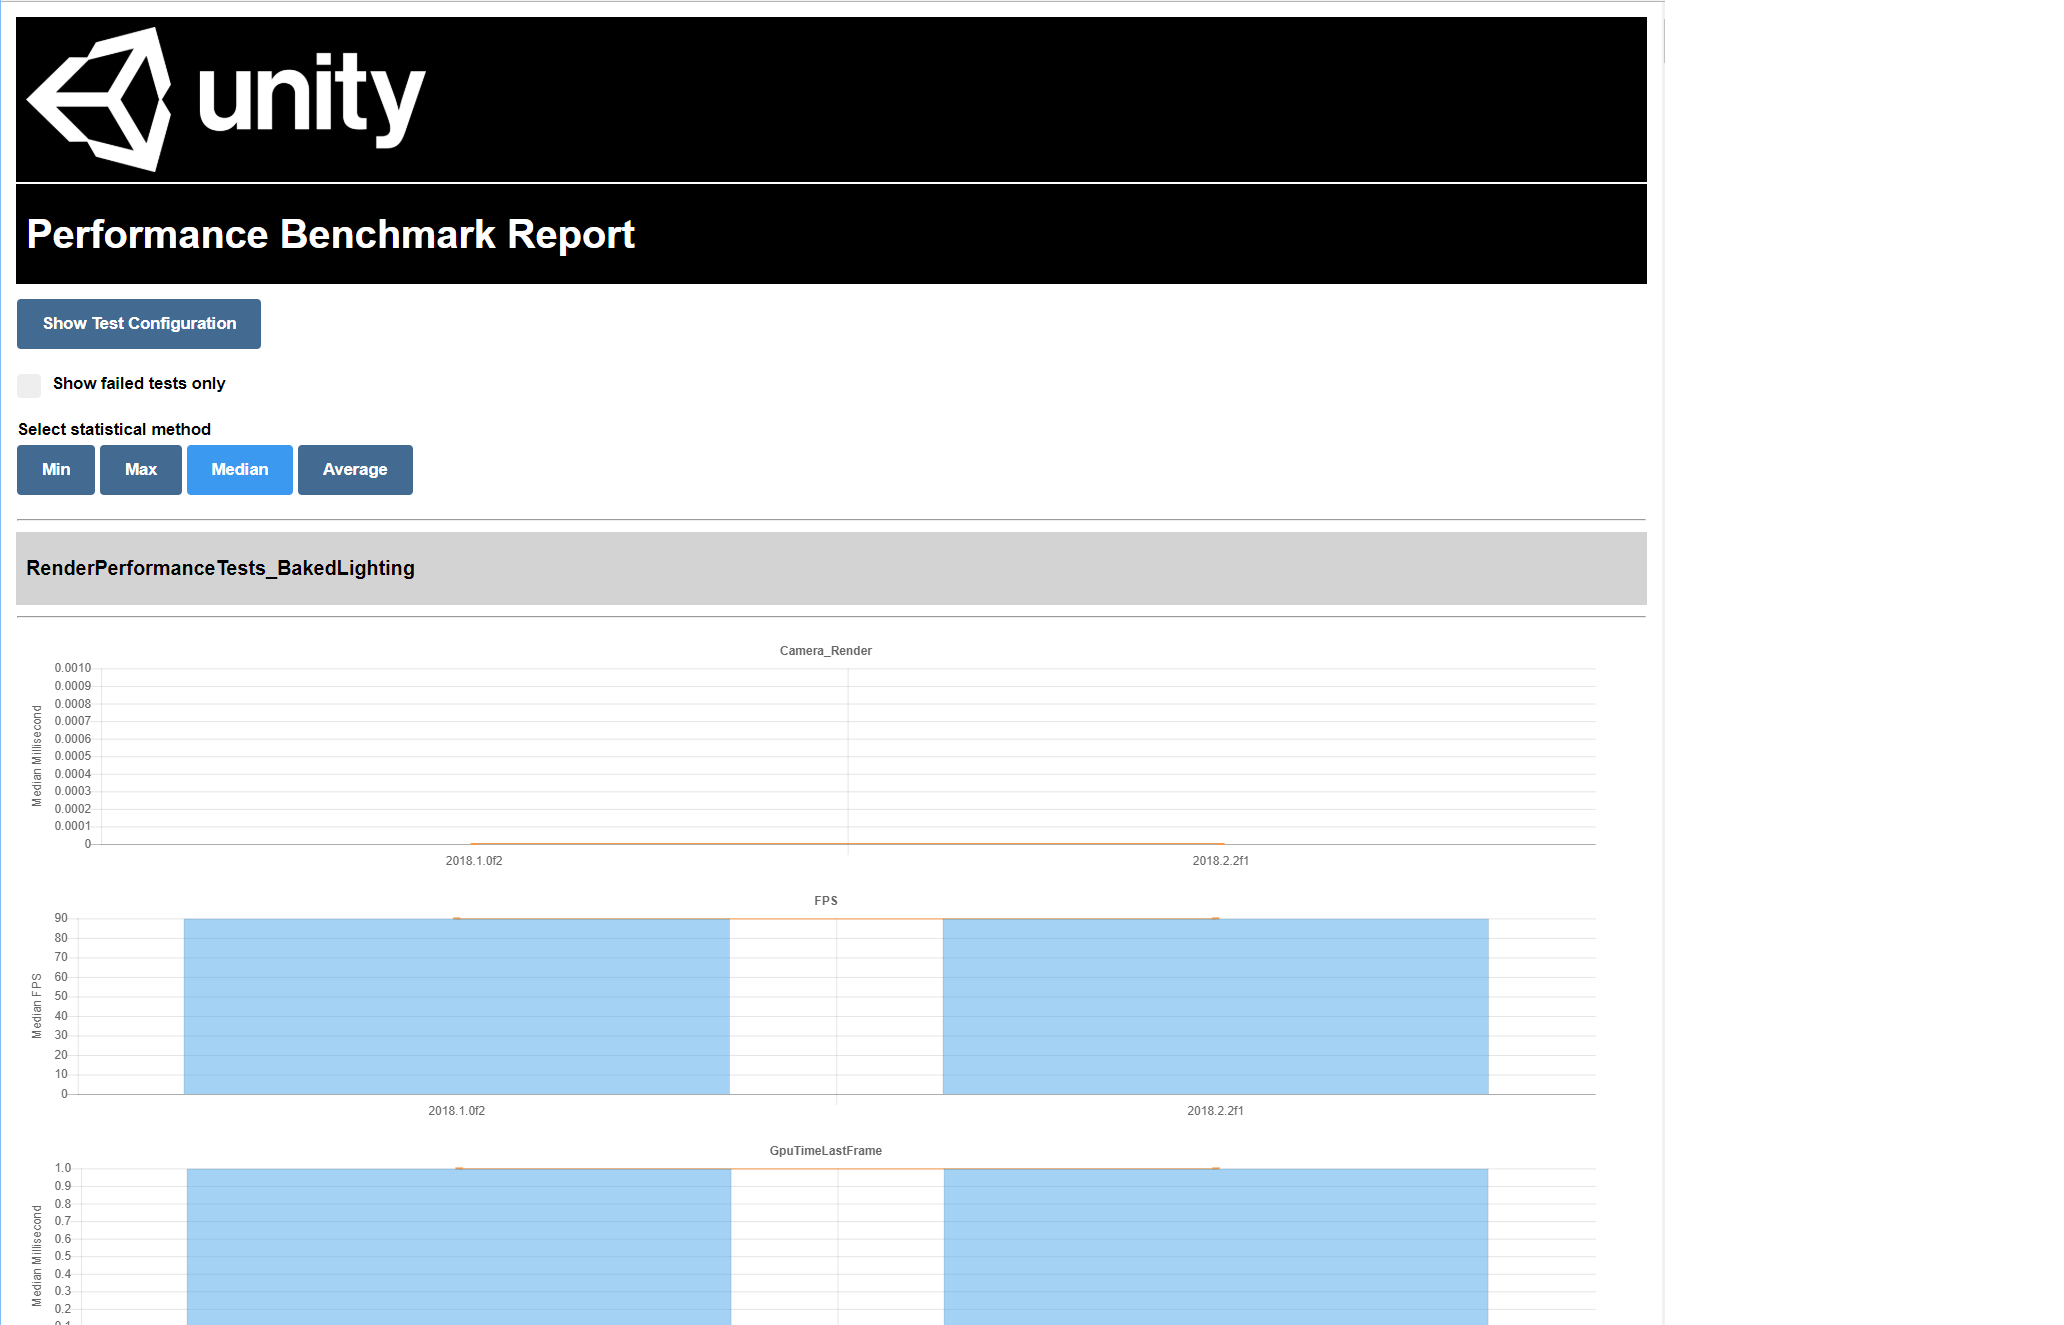 unity
Performance Benchmark Report
Show Test Configuration
Show failed tests only
Select statistical method
Min Max Median Average
RenderPerformanceTests_BakedLighting
Camera_Render
Median Millisecond
0.0010
0.0009
0.0008
0.0007
0.0006
0.0005
0.0004
0.0003
0.0002
0.0001
0
2018.1.0f2 2018.2.2f1
FPS
Median FPS
90
80
70
60
50
40
30
20
10
0
2018.1.0f2 2018.2.2f1
GpuTimeLastFrame
Median Millisecond
1.0
0.9
0.8
0.7
0.6
0.5
0.4
0.3
0.2